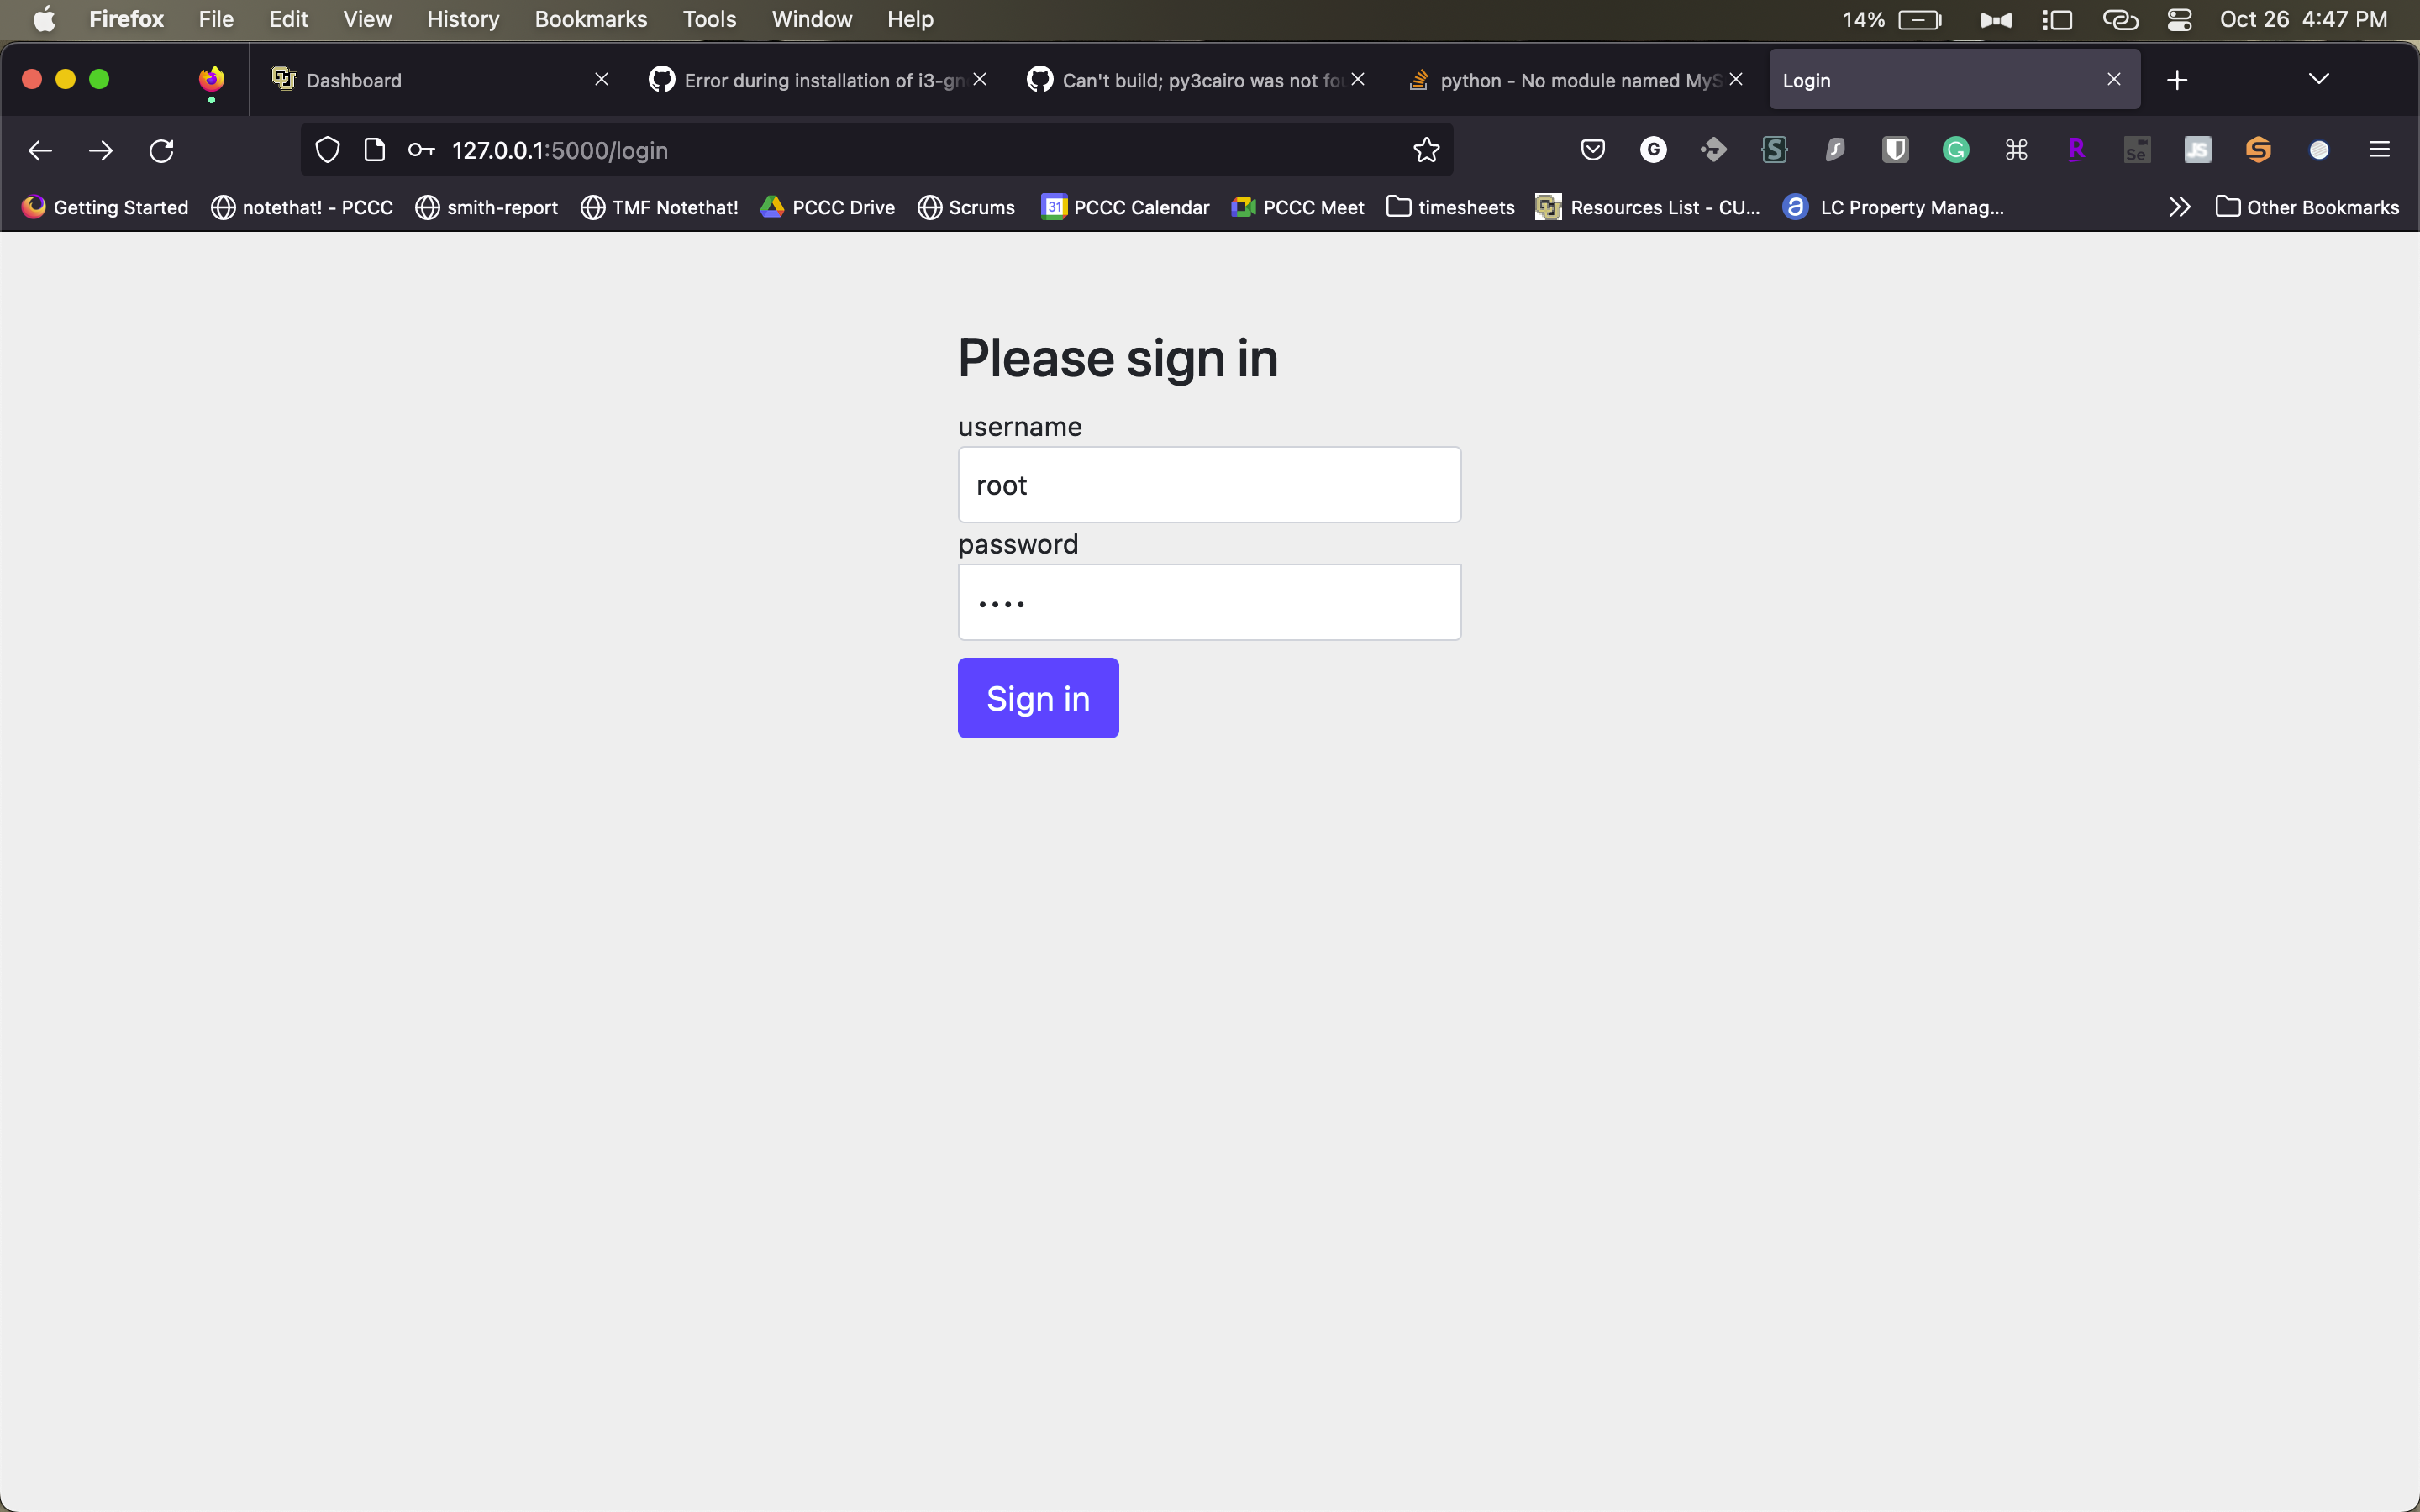 Firefox File Edit View History Bookmarks Tools Window Help 14% Oct 26 4:47 PM
Dashboard Error during installation of i3-gn Can't build; py3cairo was not fou python - No module named MyS Login
127.0.0.1:5000/login
Getting Started notethat! - PCCC smith-report TMF Notethat! PCCC Drive Scrums 31 PCCC Calendar PCCC Meet timesheets Resources List - CU... LC Property Manag... Other Bookmarks
Please sign in
username
root
password
Sign in